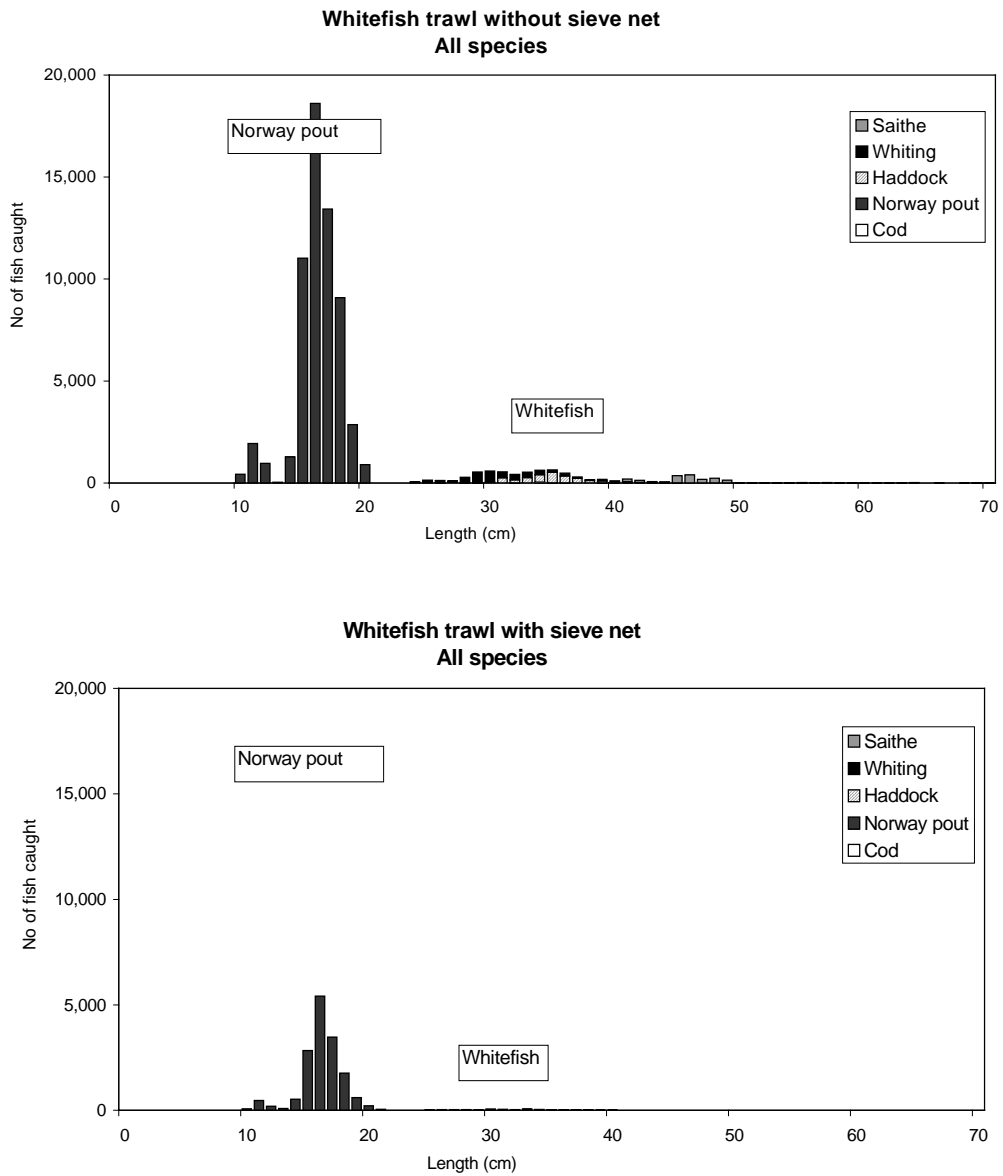 Whitefish trawl without sieve net
All species
20,000
15,000
10,000
5,000
0
No of fish caught
Norway pout
Whitefish
Saithe
Whiting
Haddock
Norway pout
Cod
0 10 20 30 40 50 60 70
Length (cm)
Whitefish trawl with sieve net
All species
20,000
15,000
10,000
5,000
0
No of fish caught
Norway pout
Whitefish
Saithe
Whiting
Haddock
Norway pout
Cod
0 10 20 30 40 50 60 70
Length (cm)